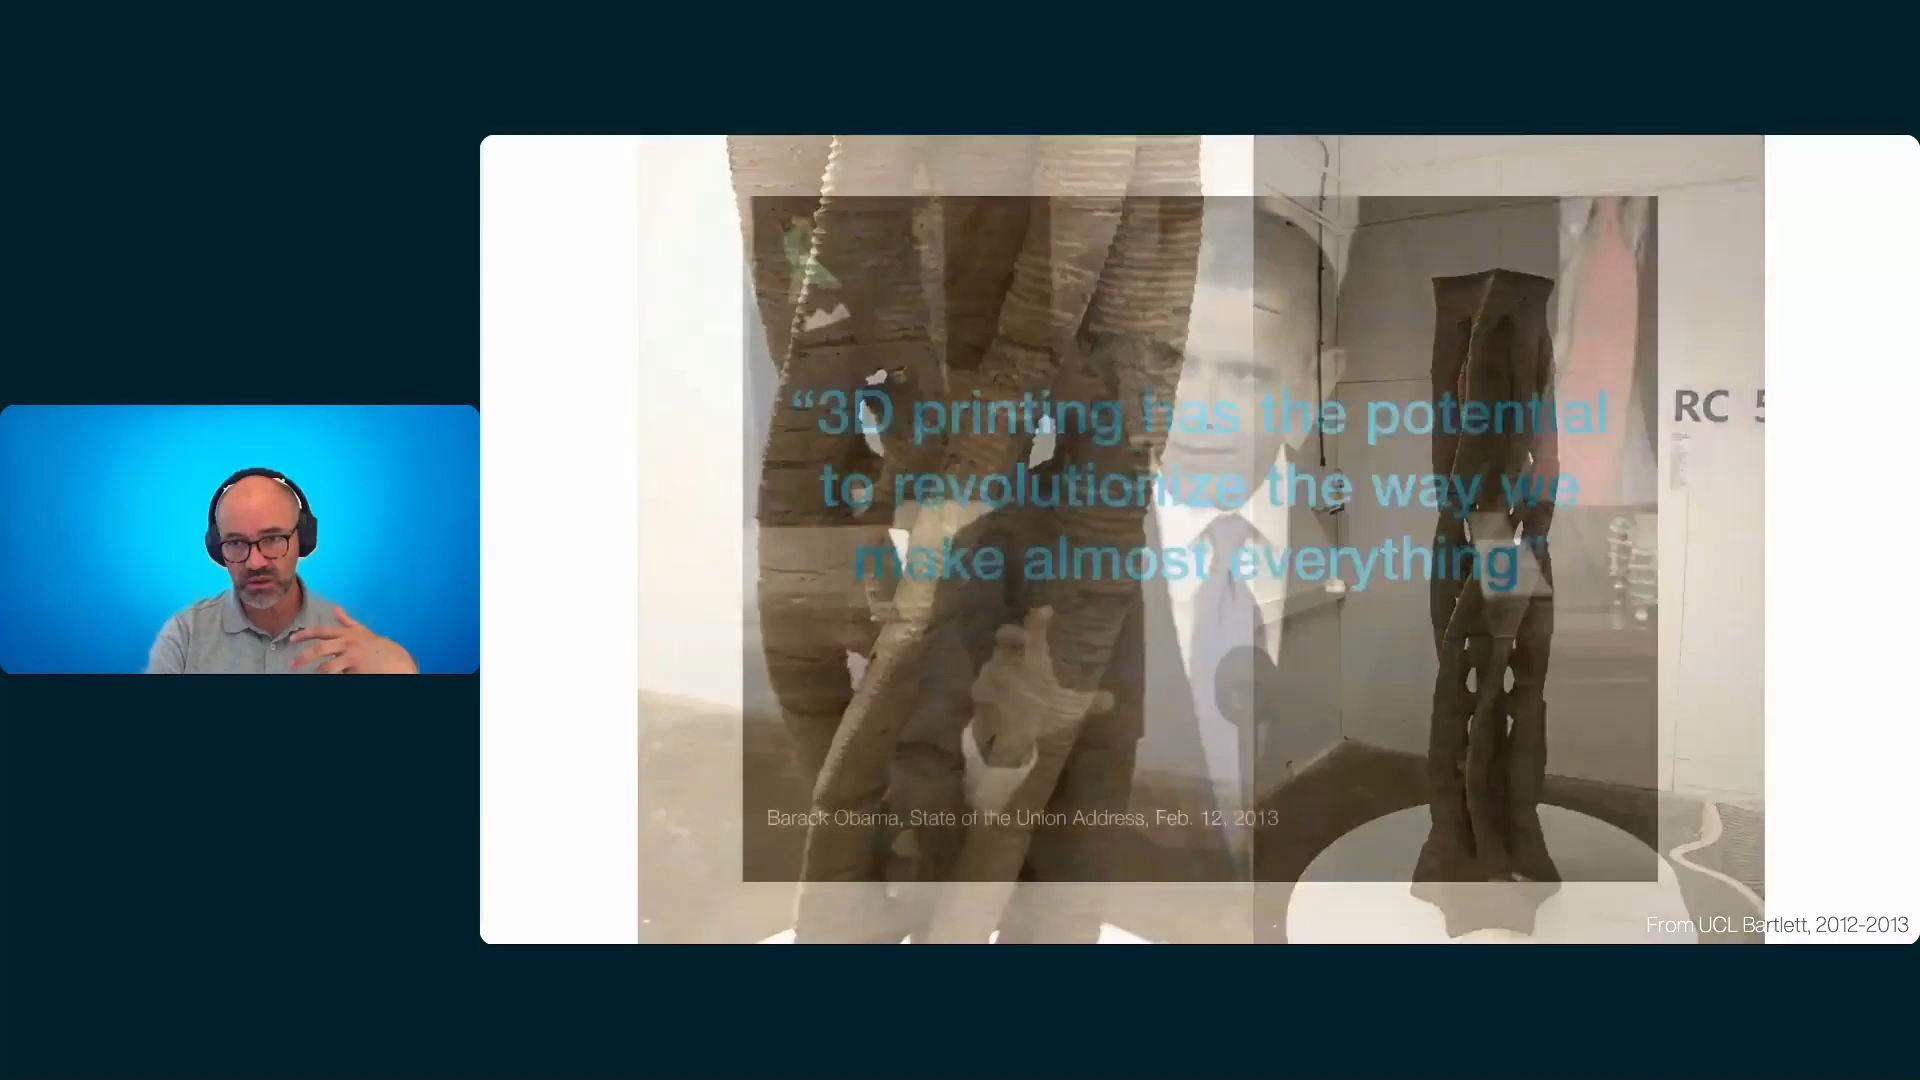 “3D printing has the potential
to revolutionize the way we
make almost everything”
RC 5
Barack Obama, State of the Union Address, Feb. 12, 2013
From UCL Bartlett, 2012-2013